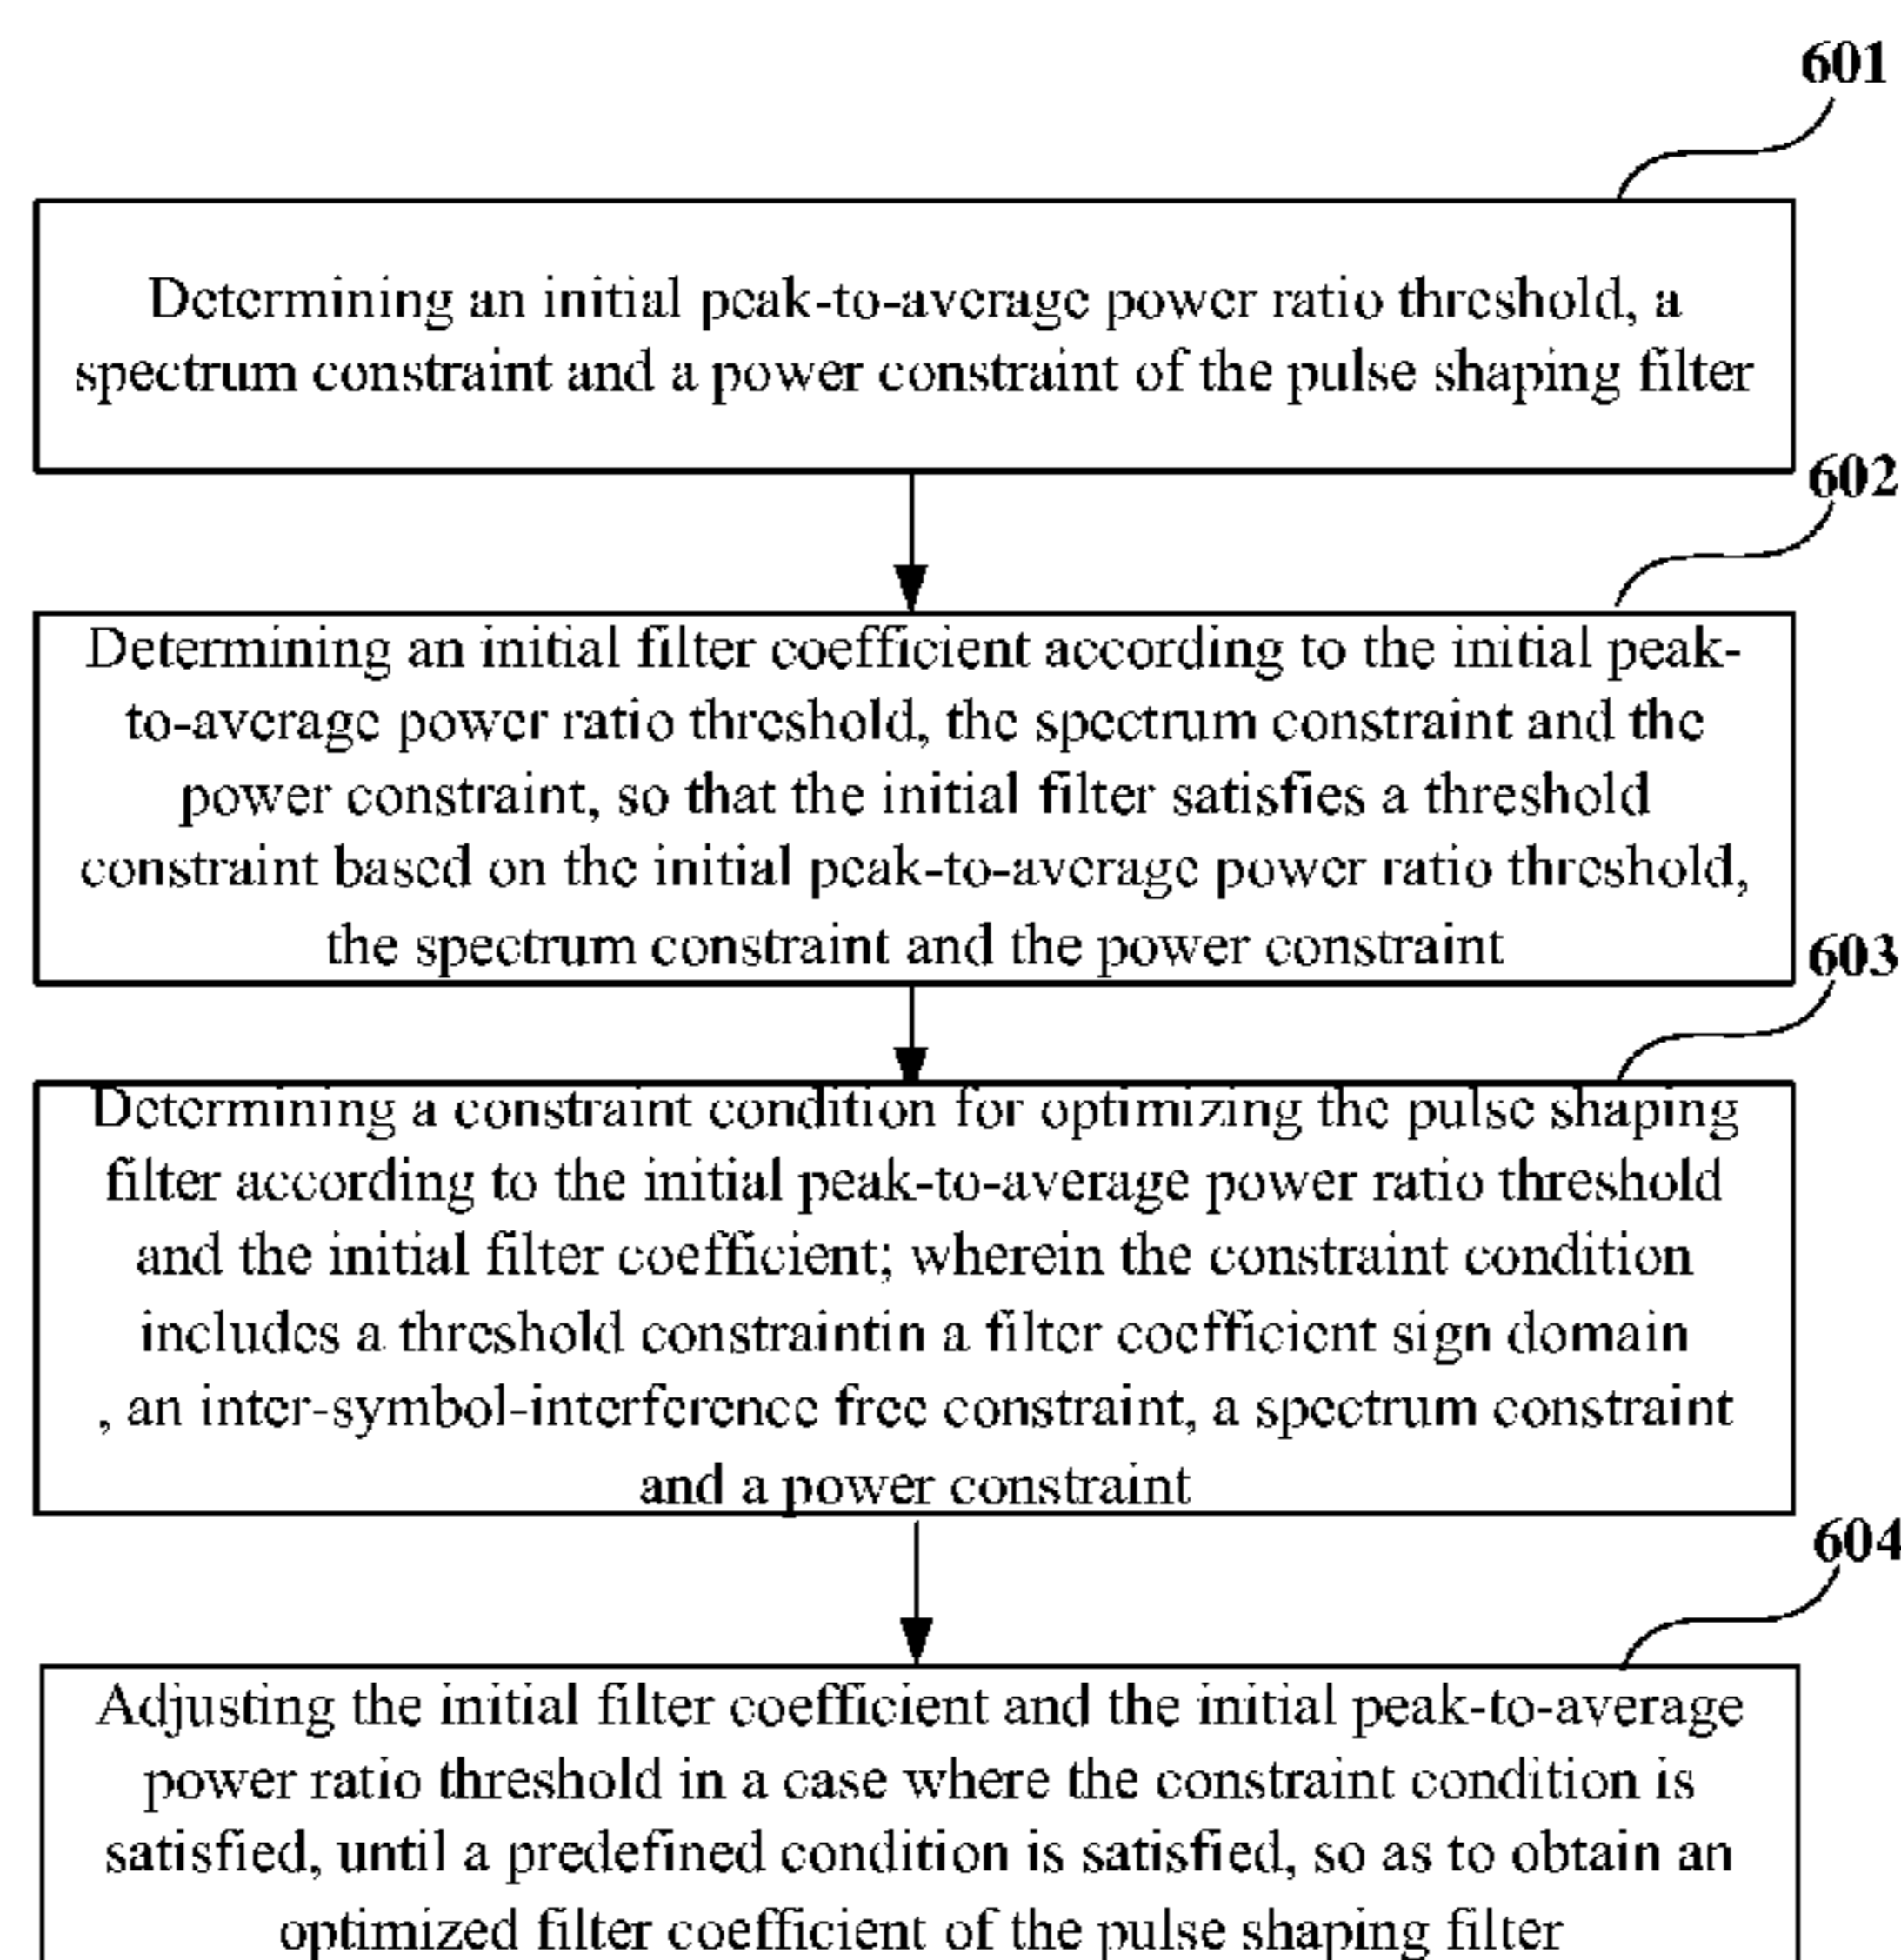 601
Determining an initial peak-to-average power ratio threshold, a
spectrum constraint and a power constraint of the pulse shaping filter
602
Determining an initial filter coefficient according to the initial peak-
to-average power ratio threshold, the spectrum constraint and the
power constraint, so that the initial filter satisfies a threshold
constraint based on the initial peak-to-average power ratio threshold,
the spectrum constraint and the power constraint
603
Determining a constraint condition for optimizing the pulse shaping
filter according to the initial peak-to-average power ratio threshold
and the initial filter coefficient; wherein the constraint condition
includes a threshold constraintin a filter coefficient sign domain
, an inter-symbol-interference free constraint, a spectrum constraint
and a power constraint
604
Adjusting the initial filter coefficient and the initial peak-to-average
power ratio threshold in a case where the constraint condition is
satisfied, until a predefined condition is satisfied, so as to obtain an
optimized filter coefficient of the pulse shaping filter